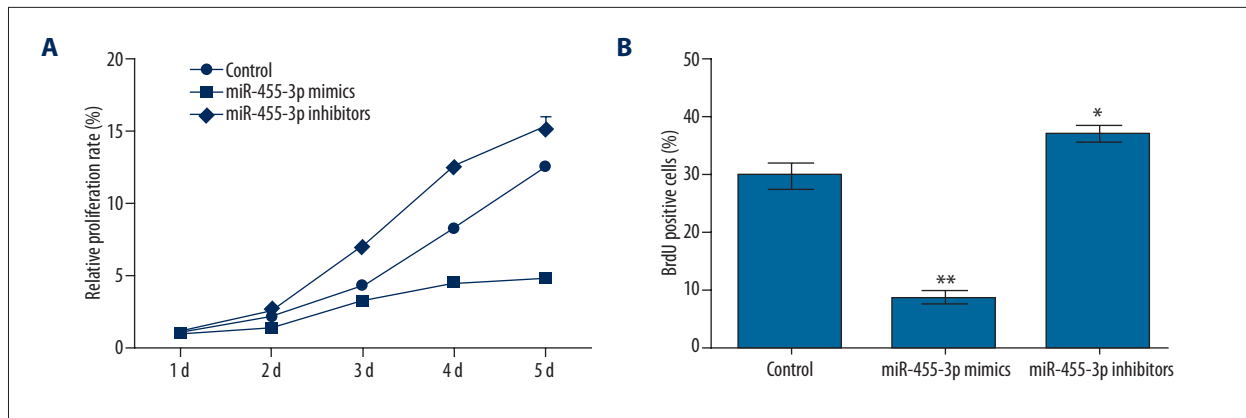 A
Relative proliferation rate (%)
20
15
10
5
0
Control
miR-455-3p mimics
miR-455-3p inhibitors
1 d
2 d
3 d
4 d
5 d
B
BrdU positive cells (%)
50
40
30
20
10
0
**
*
Control
miR-455-3p mimics
miR-455-3p inhibitors